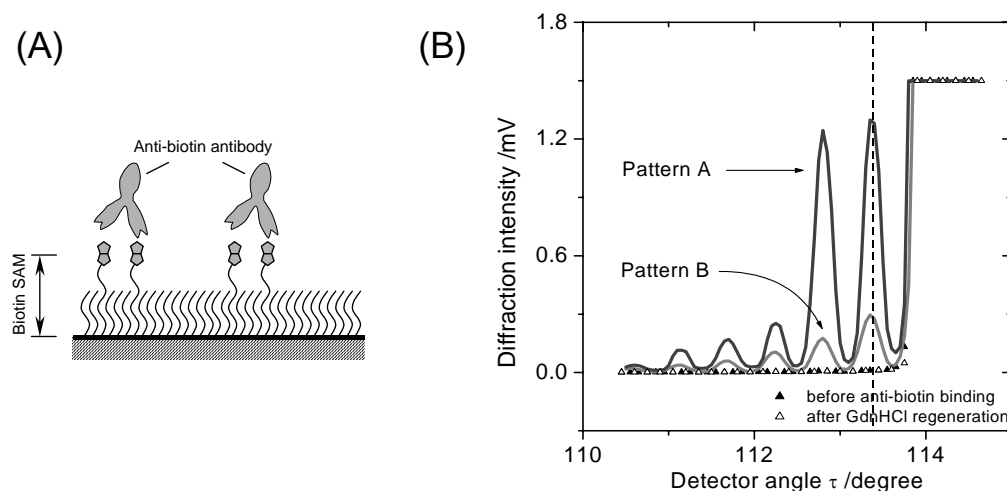 (A)
Anti-biotin antibody
Biotin SAM
(B)
Diffraction intensity /mV
1.8
1.2
0.6
0.0
Pattern A
Pattern B
before anti-biotin binding
after GdnHCl regeneration
110
112
114
Detector angle τ /degree